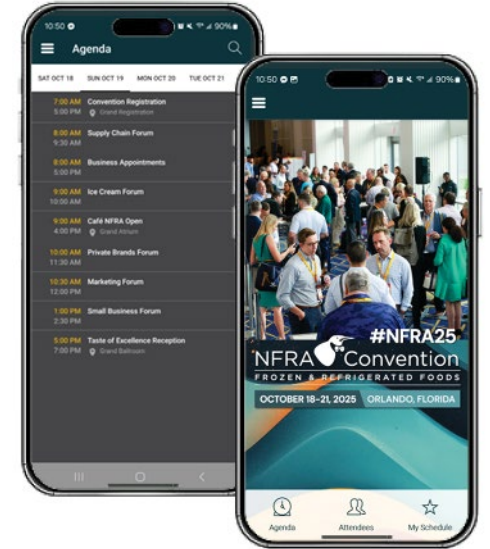 10:50
90%
Agenda
SAT OCT 18 SUN OCT 19 MON OCT 20 TUE OCT 21
7:00 AM Convention Registration
5:00 PM Grand Registration
8:00 AM Supply Chain Forum
9:30 AM
8:00 AM Business Appointments
5:00 PM
9:00 AM Ice Cream Forum
10:00 AM
9:00 AM Café NFRA Open
4:00 PM Grand Atrium
10:00 AM Private Brands Forum
11:30 AM
10:30 AM Marketing Forum
12:00 PM
1:00 PM Small Business Forum
2:30 PM
5:00 PM Taste of Excellence Reception
7:00 PM Grand Ballroom
10:50
90%
#NFRA25
NFRA Convention
FROZEN & REFRIGERATED FOODS
OCTOBER 18-21, 2025 ORLANDO, FLORIDA
Agenda Attendees My Schedule